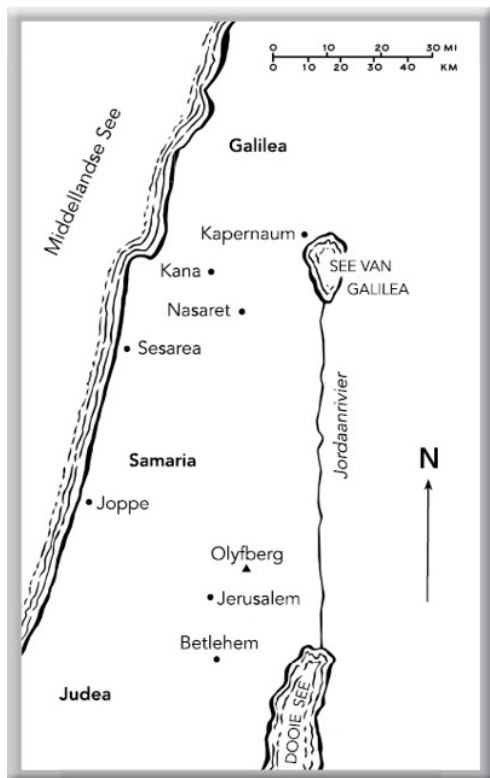 0 10 20 30 MI
0 10 20 30 40 KM
Galilea
Middellandse See
Kapernaum
Kana
SEE VAN
GALILEA
Nasaret
Sesarea
Jordaanrivier
Samaria
N
Joppe
Olyfberg
Jerusalem
Betlehem
Judea
DOOIE SEE